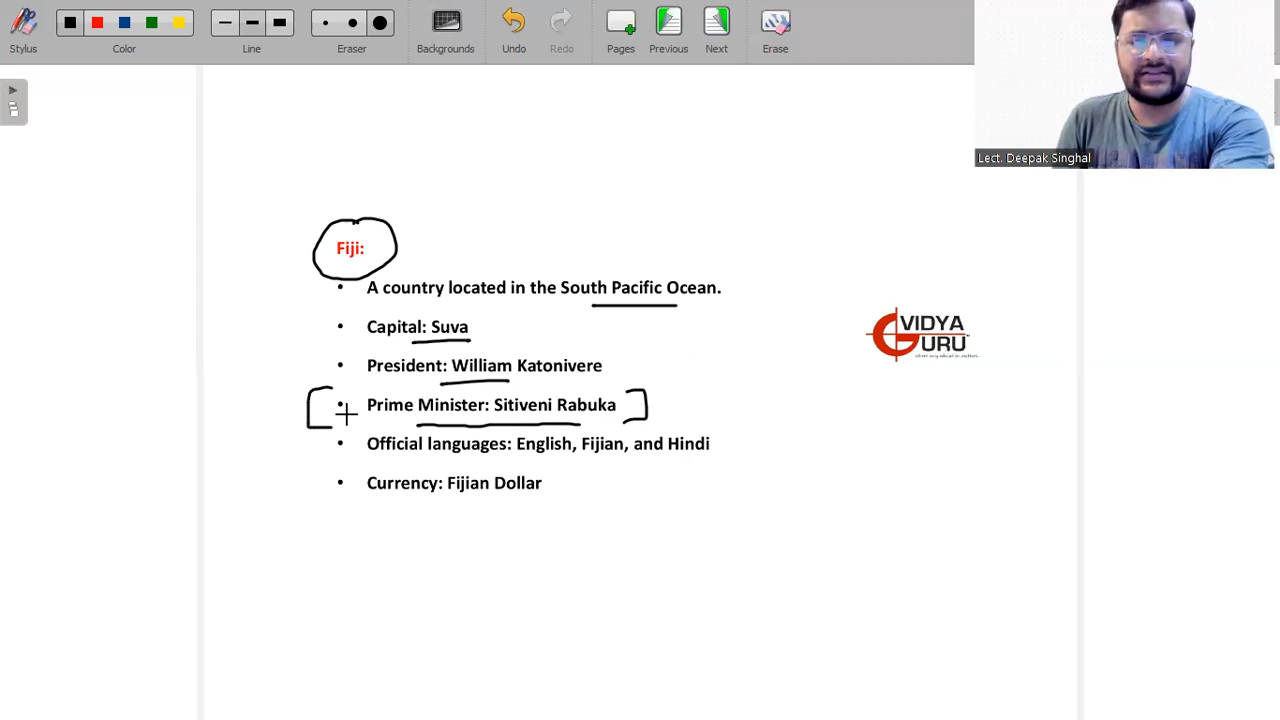 Stylus
Color
Line
Eraser
Backgrounds
Undo
Redo
Pages
Previous
Next
Erase
Lect. Deepak Singhal
Fiji:
• A country located in the South Pacific Ocean.
• Capital: Suva
• President: William Katonivere
• Prime Minister: Sitiveni Rabuka
• Official languages: English, Fijian, and Hindi
• Currency: Fijian Dollar
VIDYA
GURU